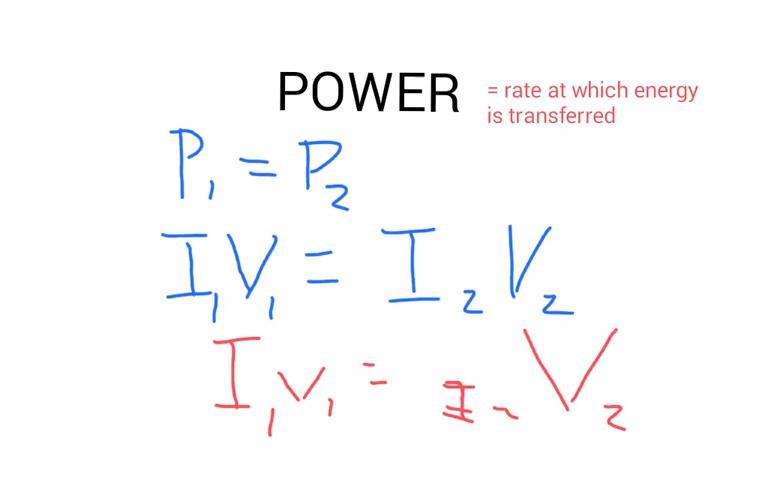 POWER
= rate at which energy
is transferred
P₁ = P₂
I₁V₁ = I₂V₂
I₁V₁ = I V₂